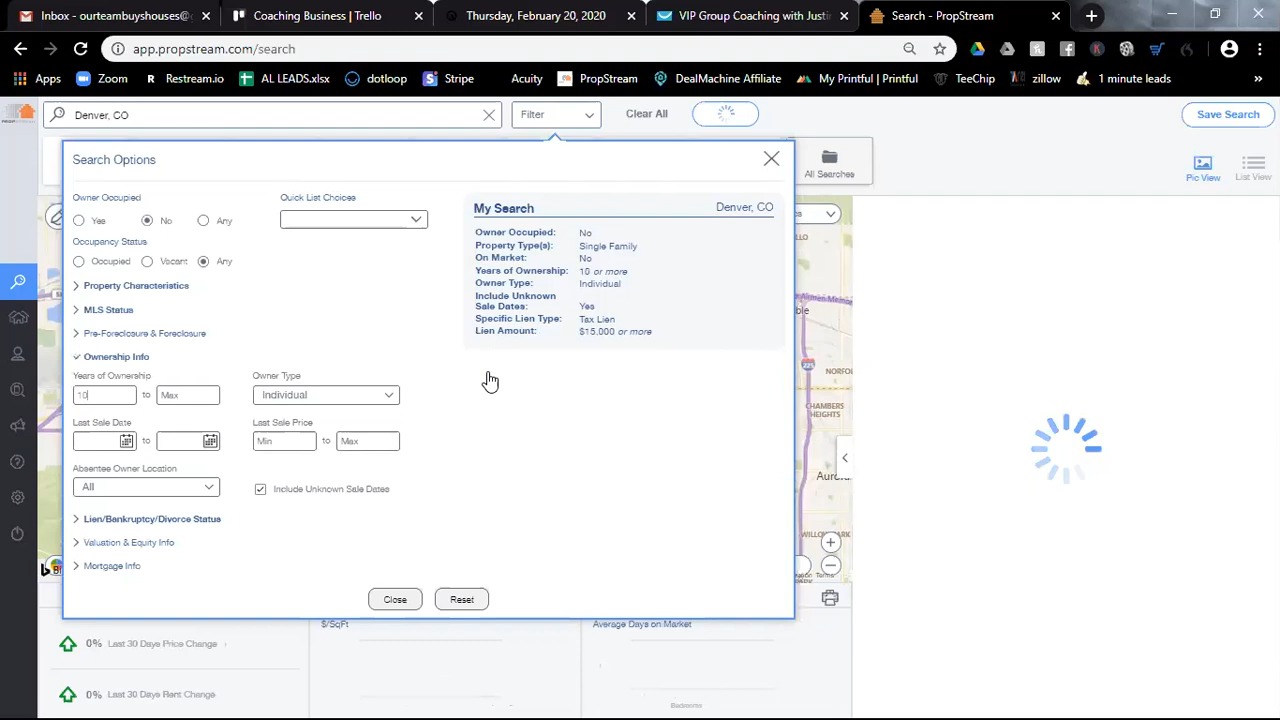 Inbox - ourteambuyshouses@g
Coaching Business | Trello
Thursday, February 20, 2020
VIP Group Coaching with Justi
Search - PropStream
app.propstream.com/search
Apps
Zoom
Restream.io
AL LEADS.xlsx
dotloop
Stripe
Acuity
PropStream
DealMachine Affiliate
My Printful | Printful
TeeChip
zillow
1 minute leads
»
Denver, CO
Filter
Clear All
Save Search
Search Options
All Searches
Pic View
List View
Owner Occupied
Yes
No
Any
Quick List Choices
Occupancy Status
Occupied
Vacant
Any
Property Characteristics
MLS Status
Pre-Foreclosure & Foreclosure
Ownership Info
Years of Ownership
10
to
Max
Owner Type
Individual
Last Sale Date
to
Last Sale Price
Min
to
Max
Absentee Owner Location
All
Include Unknown Sale Dates
Lien/Bankruptcy/Divorce Status
Valuation & Equity Info
Mortgage Info
Close
Reset
My Search
Denver, CO
Owner Occupied: No
Property Type(s): Single Family
On Market: No
Years of Ownership: 10 or more
Owner Type: Individual
Include Unknown
Sale Dates: Yes
Specific Lien Type: Tax Lien
Lien Amount: $15,000 or more
225
NORFOL
CHAMBERS
HEIGHTS
Aurora
0% Last 30 Days Price Change
0% Last 30 Days Rent Change
$/SqFt
Average Days on Market
Bedrooms